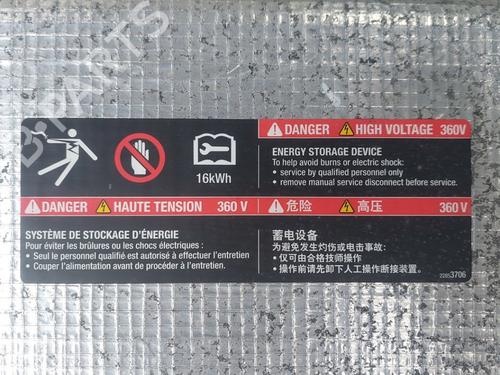 16kWh
DANGER HIGH VOLTAGE 360V
ENERGY STORAGE DEVICE
To help avoid burns or electric shock:
• service by qualified personnel only
• remove manual service disconnect before service.
DANGER HAUTE TENSION 360 V
SYSTÈME DE STOCKAGE D'ÉNERGIE
Pour éviter les brûlures ou les chocs électriques :
• Seul le personnel qualifié est autorisé à effectuer l'entretien
• Couper l'alimentation avant de procéder à l'entretien.
危险 高压 360 V
蓄电设备
为避免发生灼伤或电击事故:
• 仅可由合格技师操作
• 操作前请先卸下人工操作断接装置。
22853706
B-PARTS